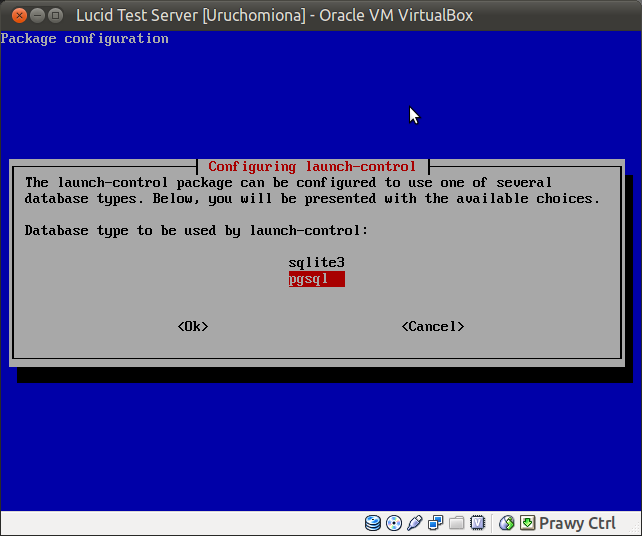 Lucid Test Server [Uruchomiona] - Oracle VM VirtualBox
Package configuration
Configuring launch-control
The launch-control package can be configured to use one of several
database types. Below, you will be presented with the available choices.
Database type to be used by launch-control:
sqlite3
pgsql
<Ok> <Cancel>
Prawy Ctrl